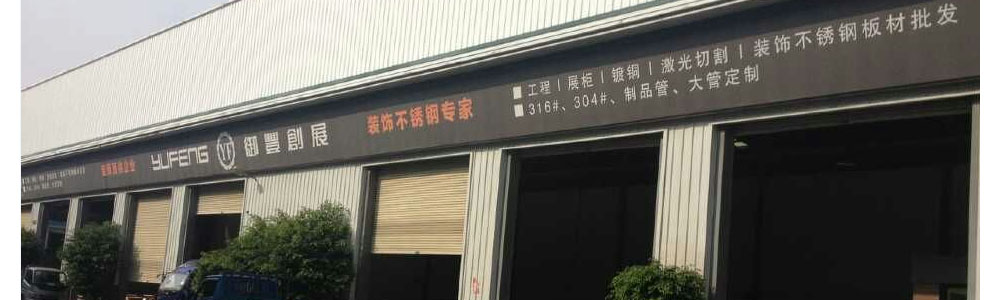 YUFENG YF 御豐創展
装饰不锈钢专家
■ 工程 | 展柜 | 镀铜 | 激光切割 | 装饰不锈钢板材批发
■ 316#、304#、制品管、大管定制